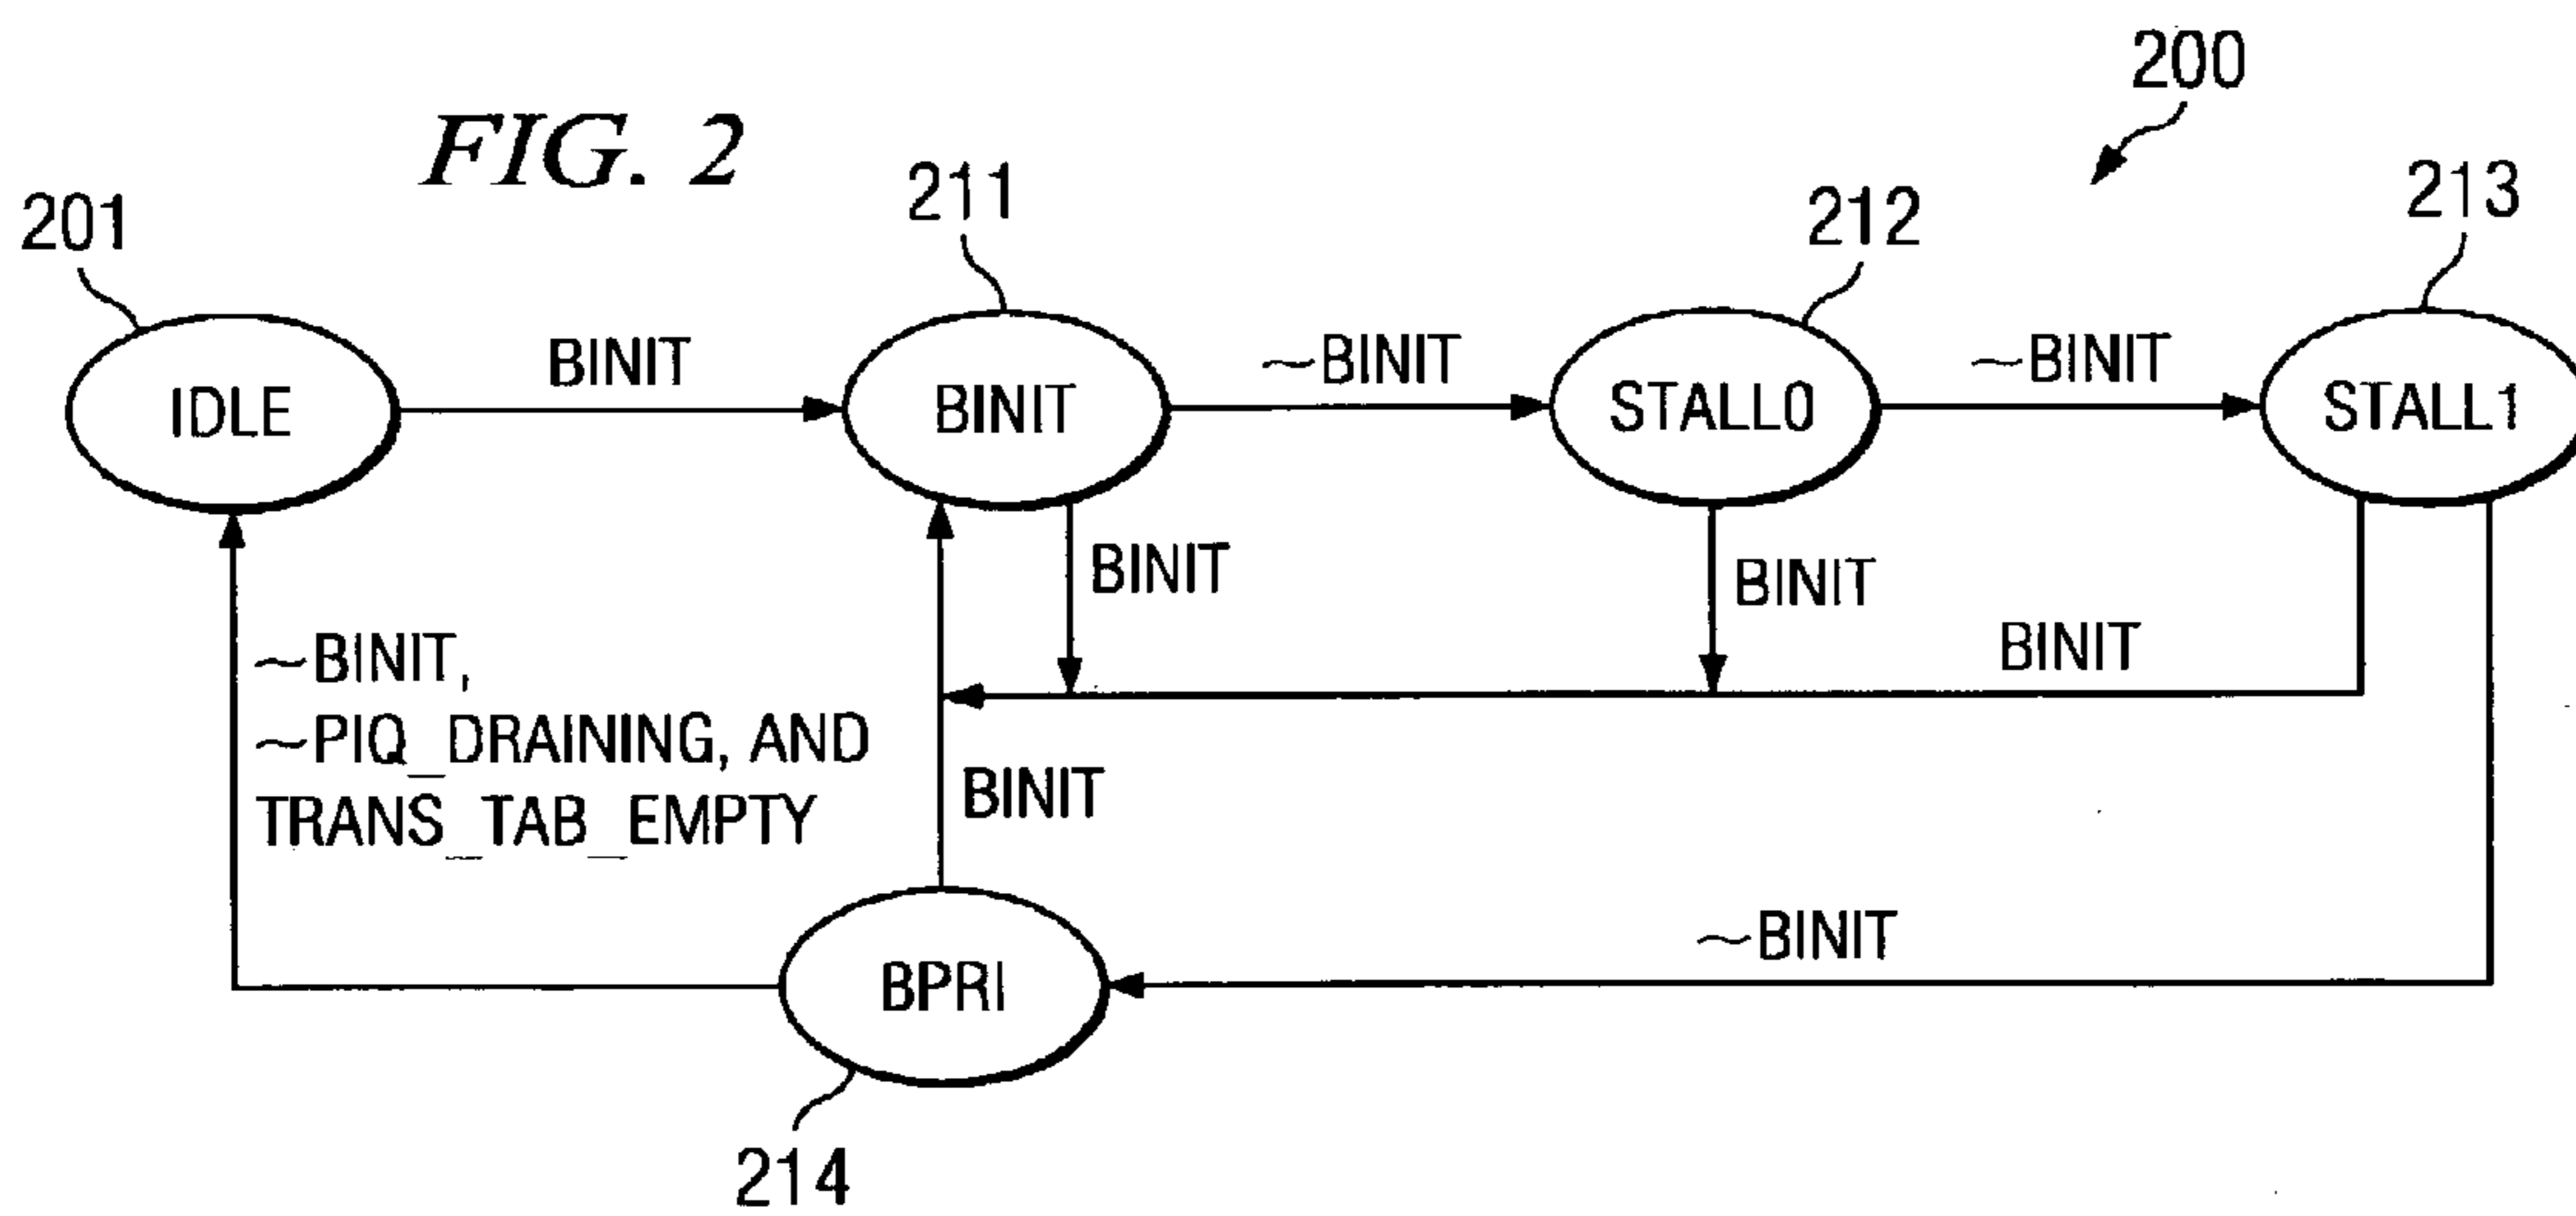 200
FIG. 2
201
211
212
213
IDLE
BINIT
BINIT
~BINIT
STALL0
~BINIT
STALL1
BINIT
BINIT
BINIT
~BINIT,
~PIQ_DRAINING, AND
TRANS_TAB_EMPTY
BINIT
BPRI
~BINIT
214